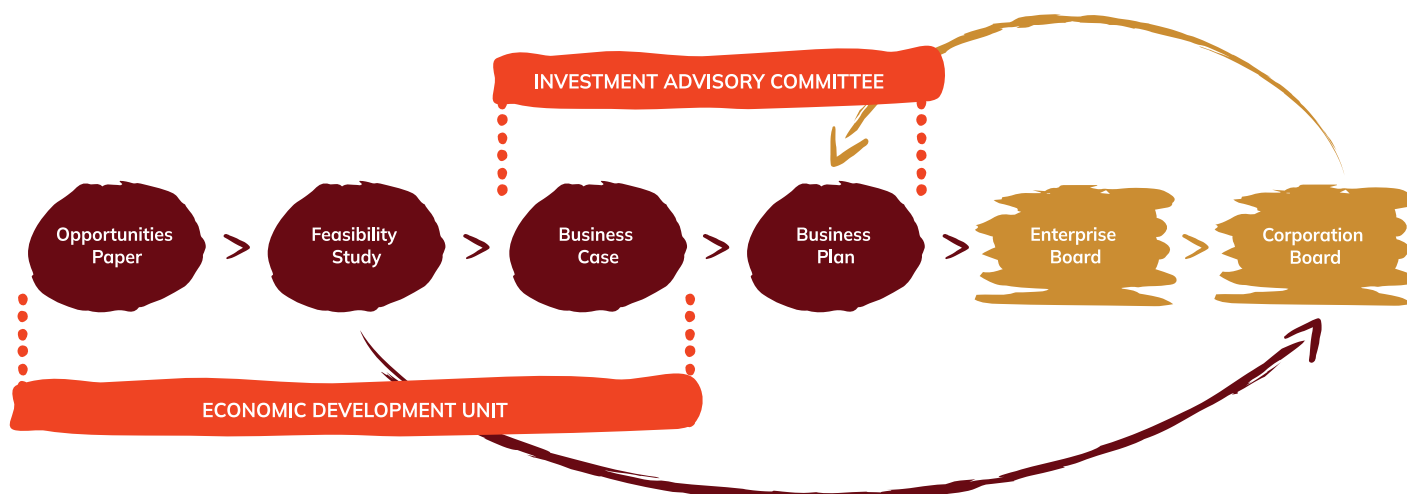 INVESTMENT ADVISORY COMMITTEE
Opportunities
Paper
>
Feasibility
Study
>
Business
Case
>
Business
Plan
>
Enterprise
Board
>
Corporation
Board
ECONOMIC DEVELOPMENT UNIT